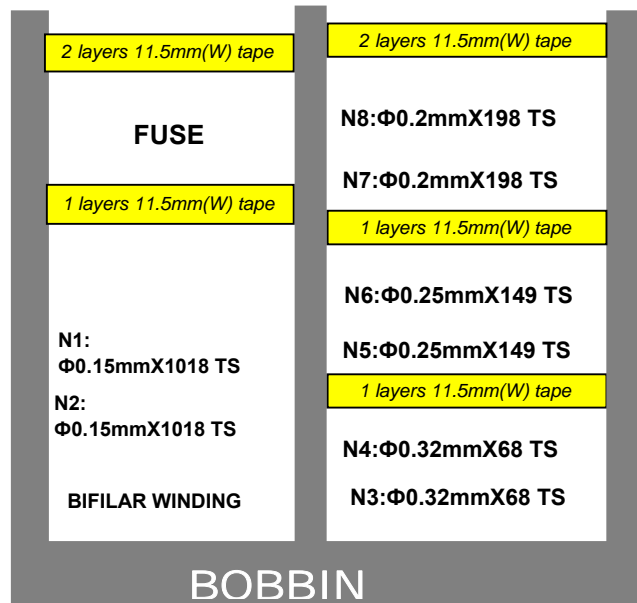 2 layers 11.5mm(W) tape
FUSE
1 layers 11.5mm(W) tape
N1:
Φ0.15mmX1018 TS
N2:
Φ0.15mmX1018 TS
BIFILAR WINDING
2 layers 11.5mm(W) tape
N8:Φ0.2mmX198 TS
N7:Φ0.2mmX198 TS
1 layers 11.5mm(W) tape
N6:Φ0.25mmX149 TS
N5:Φ0.25mmX149 TS
1 layers 11.5mm(W) tape
N4:Φ0.32mmX68 TS
N3:Φ0.32mmX68 TS
BOBBIN